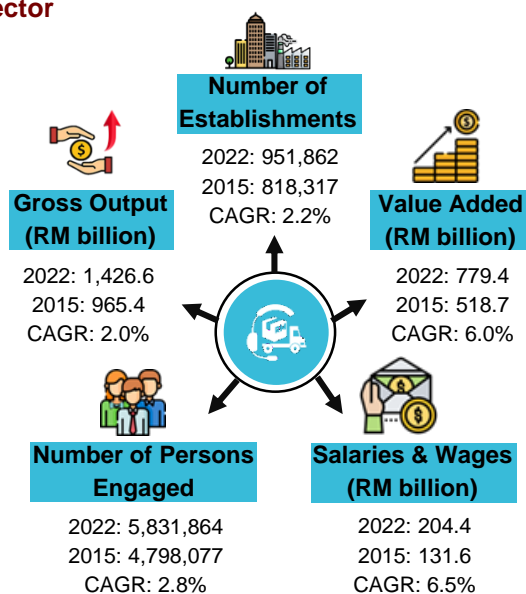 ector
Number of
Establishments
2022: 951,862
2015: 818,317
CAGR: 2.2%
Gross Output
(RM billion)
2022: 1,426.6
2015: 965.4
CAGR: 2.0%
Value Added
(RM billion)
2022: 779.4
2015: 518.7
CAGR: 6.0%
Number of Persons
Engaged
2022: 5,831,864
2015: 4,798,077
CAGR: 2.8%
Salaries & Wages
(RM billion)
2022: 204.4
2015: 131.6
CAGR: 6.5%